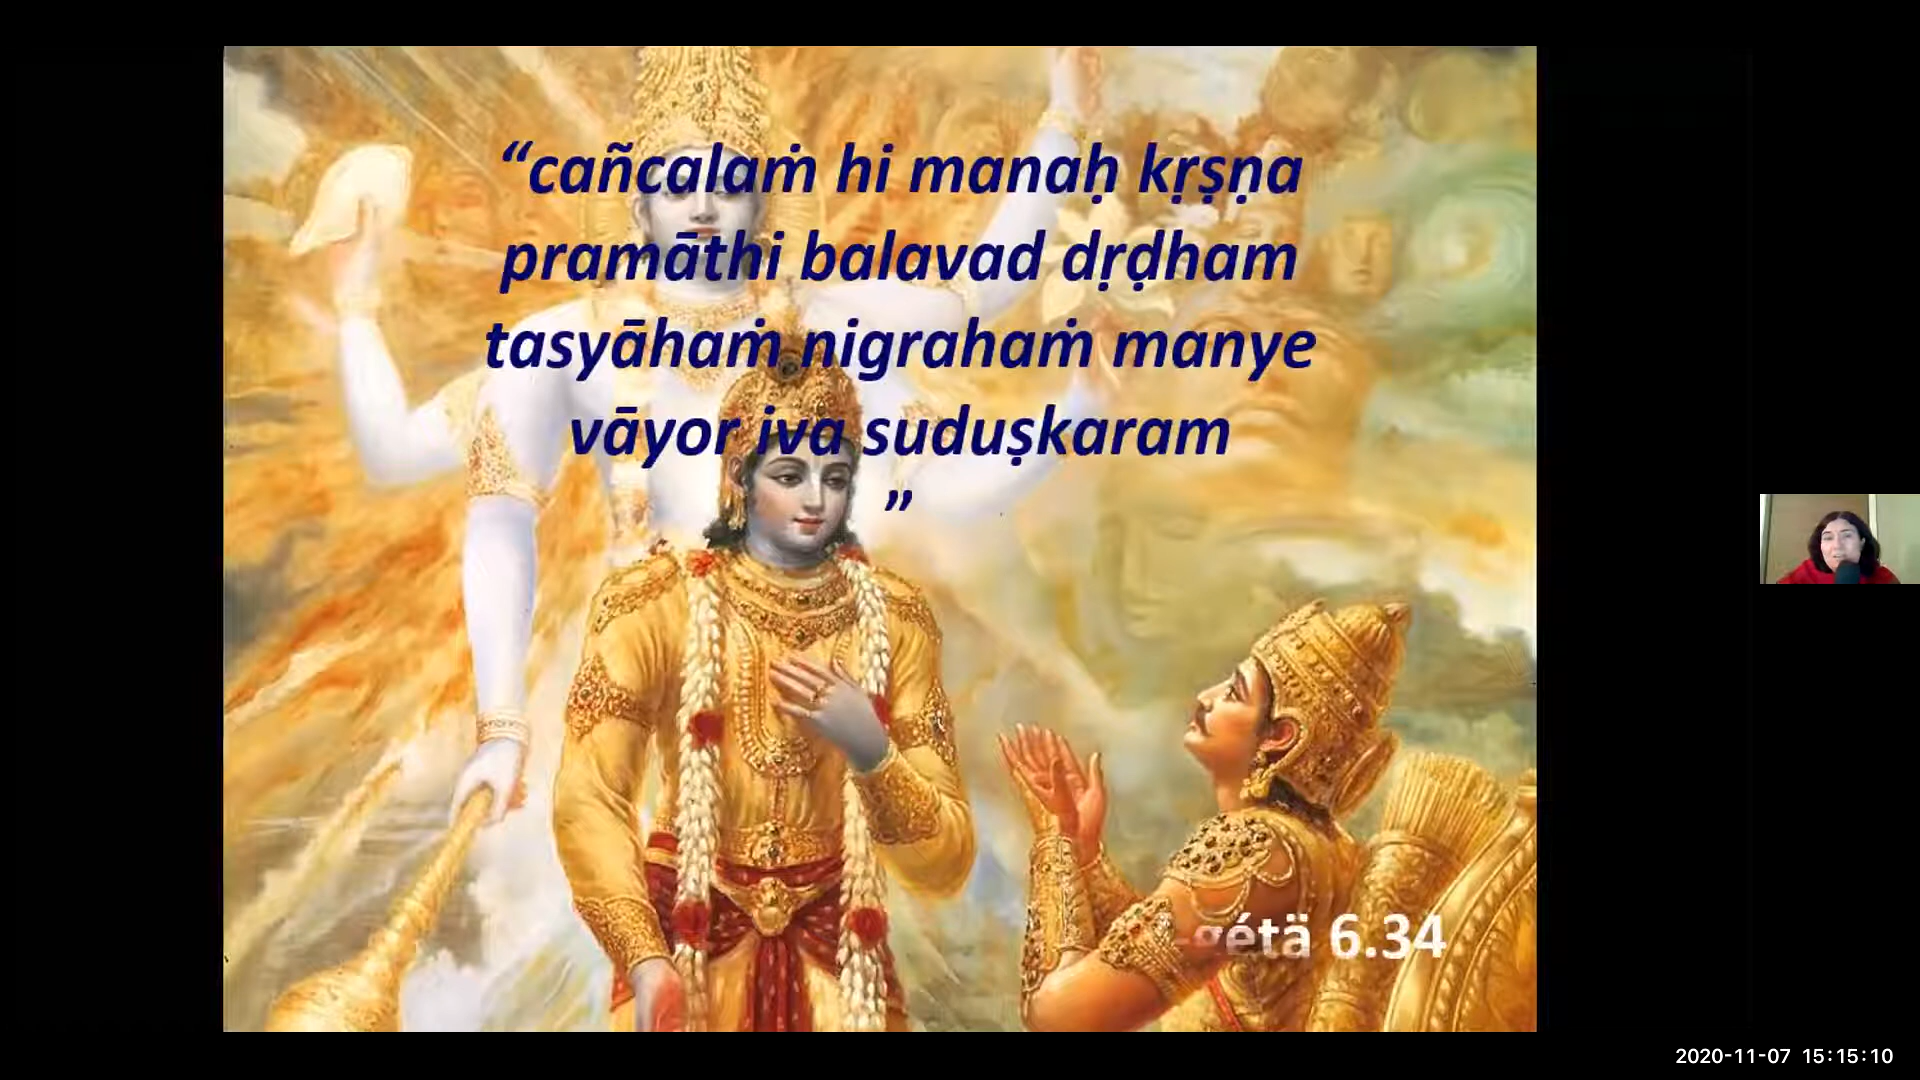 “cañcalaṁ hi manaḥ kṛṣṇa
pramāthi balavad dṛḍham
tasyāhaṁ nigrahaṁ manye
vāyor iva suduṣkaram
”
-gétä 6.34
2020-11-07 15:15:10